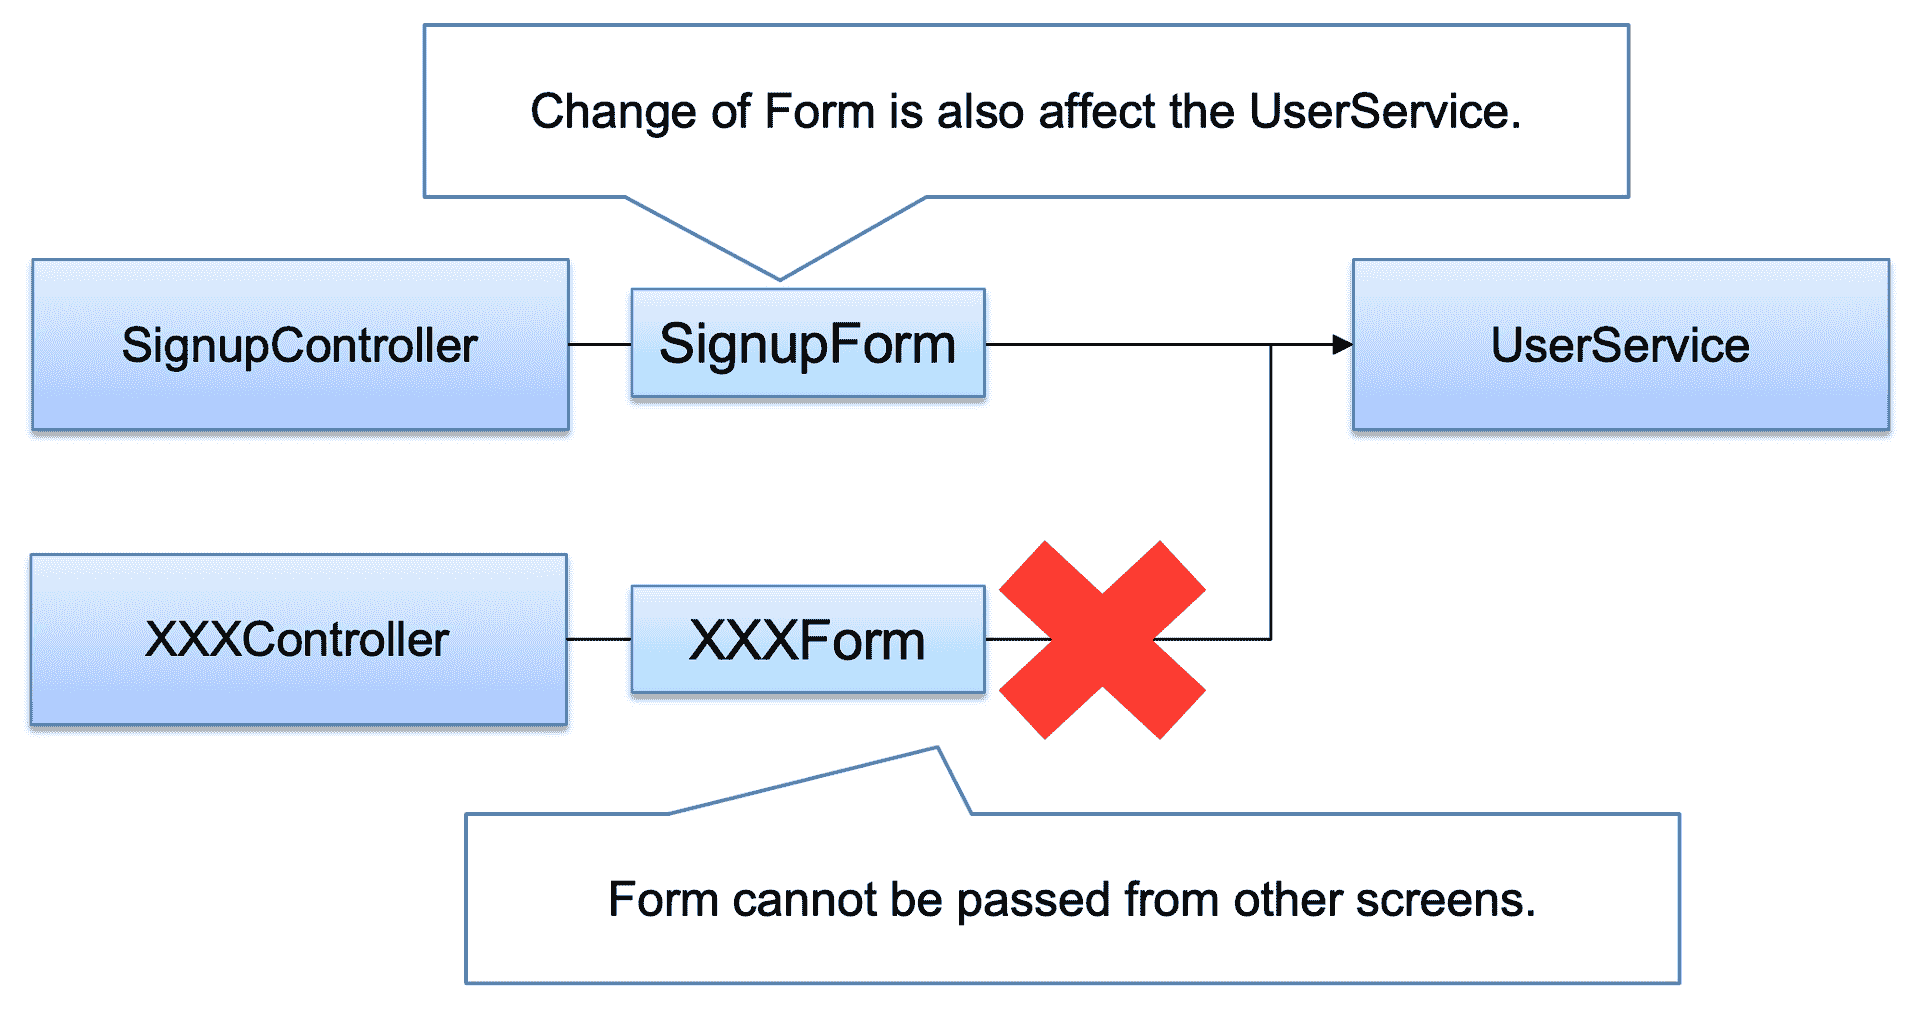 Change of Form is also affect the UserService.
SignupController
SignupForm
UserService
XXXController
XXXForm
Form cannot be passed from other screens.